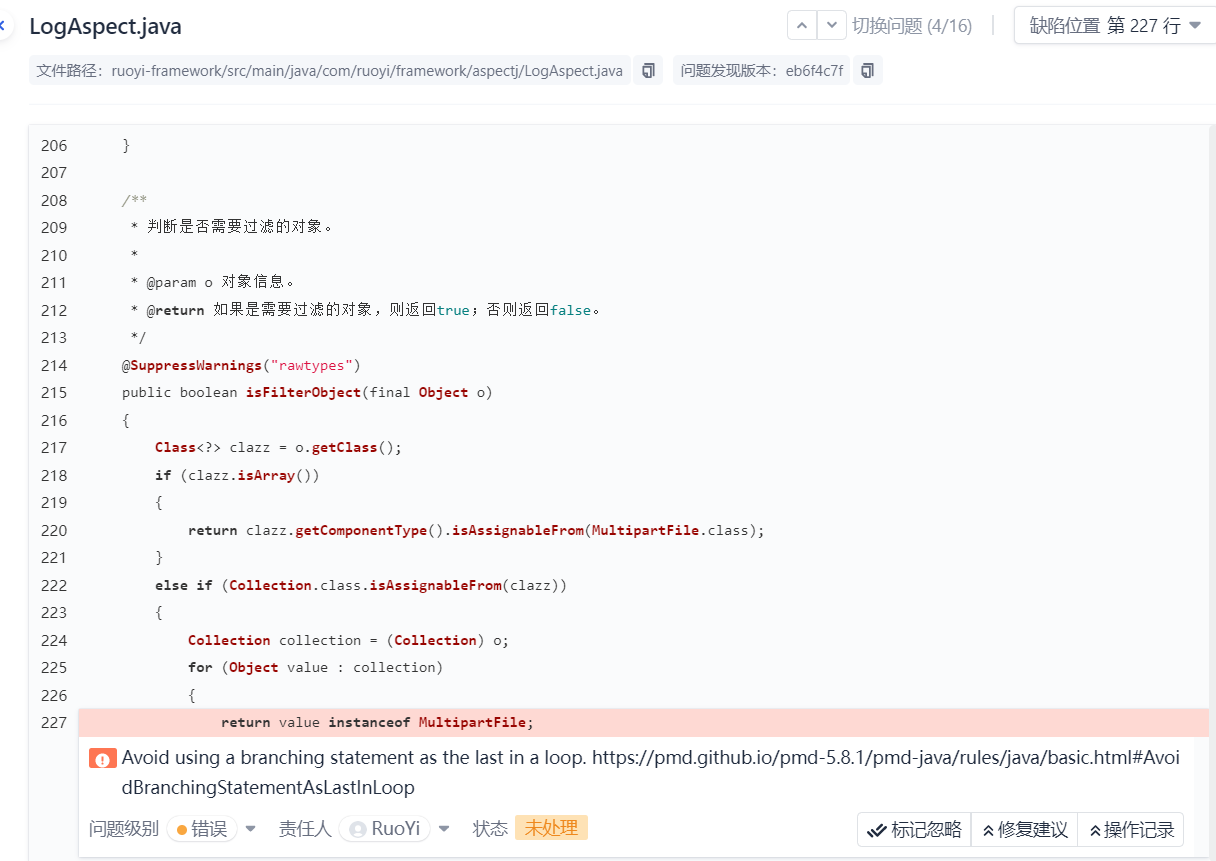 LogAspect.java
切换问题 (4/16)
缺陷位置 第 227 行
文件路径：ruoyi-framework/src/main/java/com/ruoyi/framework/aspectj/LogAspect.java
问题发现版本：eb6f4c7f
206 }
207
208 /**
209 * 判断是否需要过滤的对象。
210 *
211 * @param o 对象信息。
212 * @return 如果是需要过滤的对象，则返回true；否则返回false。
213 */
214 @SuppressWarnings("rawtypes")
215 public boolean isFilterObject(final Object o)
216 {
217 Class<?> clazz = o.getClass();
218 if (clazz.isArray())
219 {
220 return clazz.getComponentType().isAssignableFrom(MultipartFile.class);
221 }
222 else if (Collection.class.isAssignableFrom(clazz))
223 {
224 Collection collection = (Collection) o;
225 for (Object value : collection)
226 {
227 return value instanceof MultipartFile;
Avoid using a branching statement as the last in a loop. https://pmd.github.io/pmd-5.8.1/pmd-java/rules/java/basic.html#Avoi
dBranchingStatementAsLastInLoop
问题级别 错误 责任人 RuoYi 状态 未处理 标记忽略 修复建议 操作记录